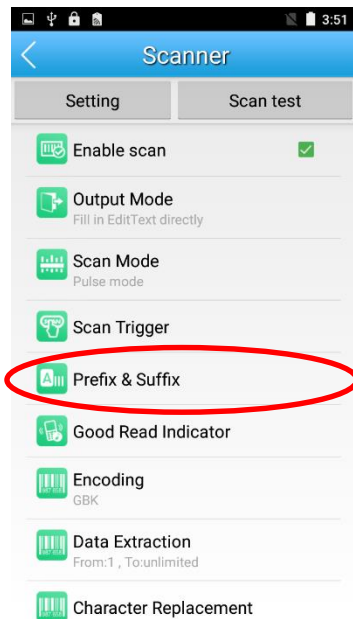 3:51
Scanner
Setting Scan test
Enable scan
Output Mode
Fill in EditText directly
Scan Mode
Pulse mode
Scan Trigger
Prefix & Suffix
Good Read Indicator
Encoding
GBK
Data Extraction
From:1 , To:unlimited
Character Replacement